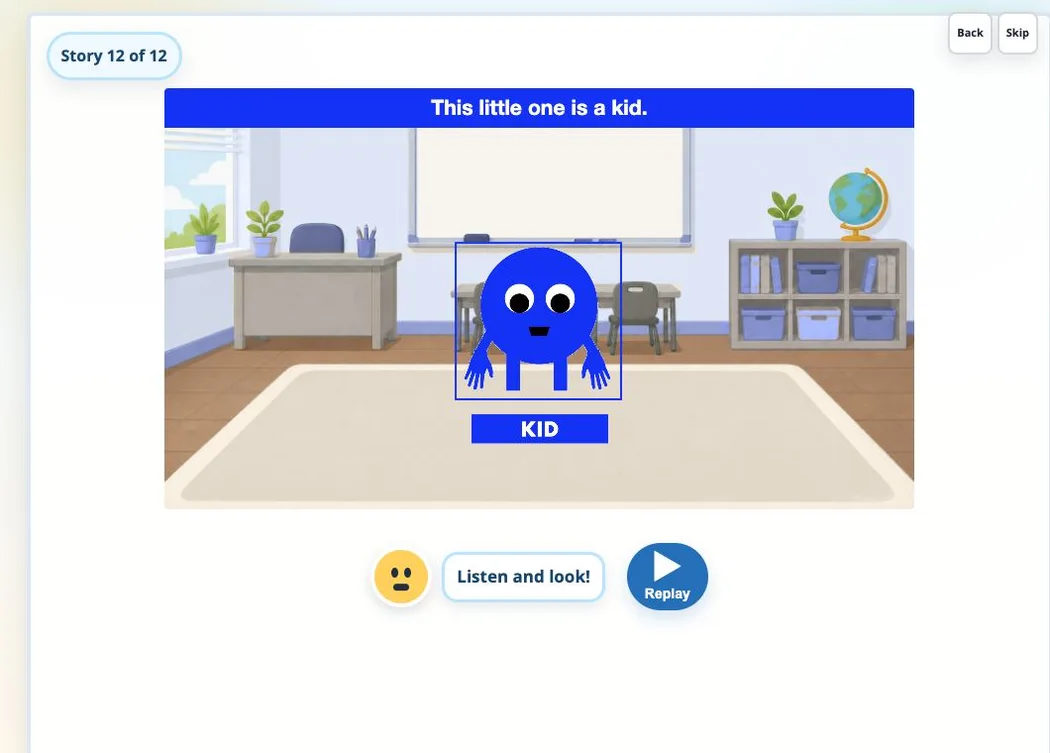 Back
Skip
Story 12 of 12
This little one is a kid.
KID
Listen and look!
Replay